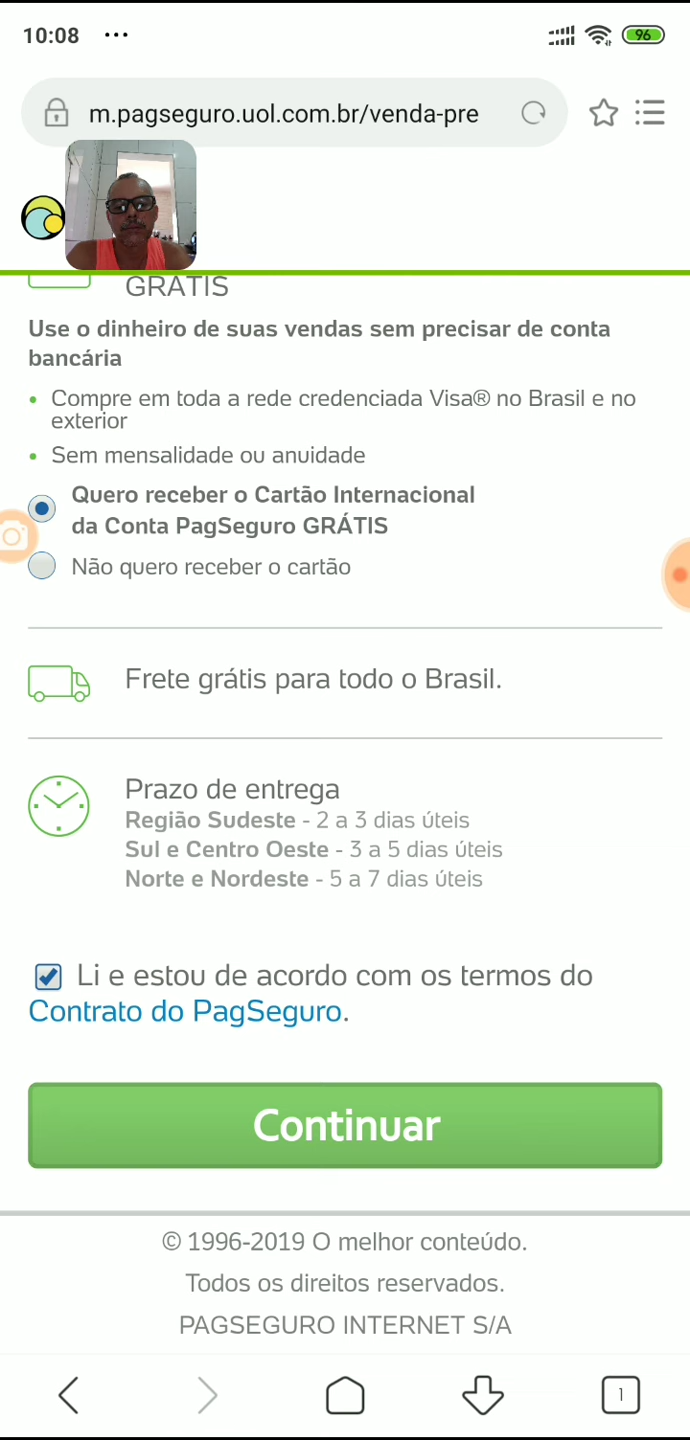 10:08 ...
96
m.pagseguro.uol.com.br/venda-pre
GRÁTIS
Use o dinheiro de suas vendas sem precisar de conta
bancária
• Compre em toda a rede credenciada Visa® no Brasil e no
exterior
• Sem mensalidade ou anuidade
Quero receber o Cartão Internacional
da Conta PagSeguro GRÁTIS
Não quero receber o cartão
Frete grátis para todo o Brasil.
Prazo de entrega
Região Sudeste - 2 a 3 dias úteis
Sul e Centro Oeste - 3 a 5 dias úteis
Norte e Nordeste - 5 a 7 dias úteis
Li e estou de acordo com os termos do
Contrato do PagSeguro.
Continuar
© 1996-2019 O melhor conteúdo.
Todos os direitos reservados.
PAGSEGURO INTERNET S/A
1